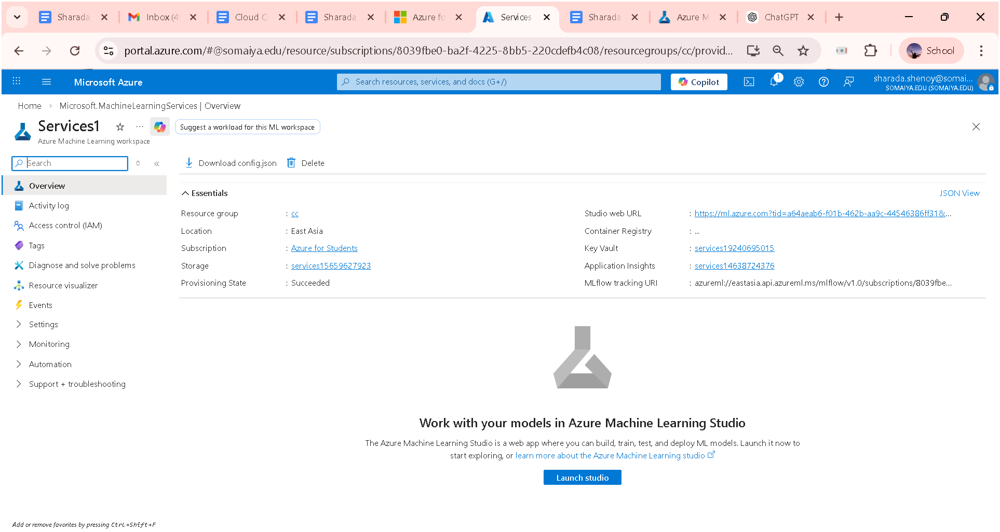 Sharada
Inbox (4
Cloud C
Sharada
Azure fo
Services
Sharada
Azure M
ChatGPT
portal.azure.com/#@somaiya.edu/resource/subscriptions/8039fbe0-ba2f-4225-8bb5-220cdefb4c08/resourcegroups/cc/provid...
School
Microsoft Azure
Search resources, services, and docs (G+/)
Copilot
1
sharada.shenoy@somai...
SOMAIYA.EDU (SOMAIYA.EDU)
Home > Microsoft.MachineLearningServices | Overview
Services1
Suggest a workload for this ML workspace
Azure Machine Learning workspace
Search
Download config.json
Delete
Overview
Activity log
Access control (IAM)
Tags
Diagnose and solve problems
Resource visualizer
Events
Settings
Monitoring
Automation
Support + troubleshooting
Essentials
JSON View
Resource group : cc
Location : East Asia
Subscription : Azure for Students
Storage : services15659627923
Provisioning State : Succeeded
Studio web URL : https://ml.azure.com?tid=a64aeab6-f01b-462b-aa9c-44546386ff31&...
Container Registry : ...
Key Vault : services19240695015
Application Insights : services14638724376
MLflow tracking URI : azureml://eastasia.api.azureml.ms/mlflow/v1.0/subscriptions/8039fbe...
Work with your models in Azure Machine Learning Studio
The Azure Machine Learning Studio is a web app where you can build, train, test, and deploy ML models. Launch it now to
start exploring, or learn more about the Azure Machine Learning studio
Launch studio
Add or remove favorites by pressing Ctrl+Shift+F